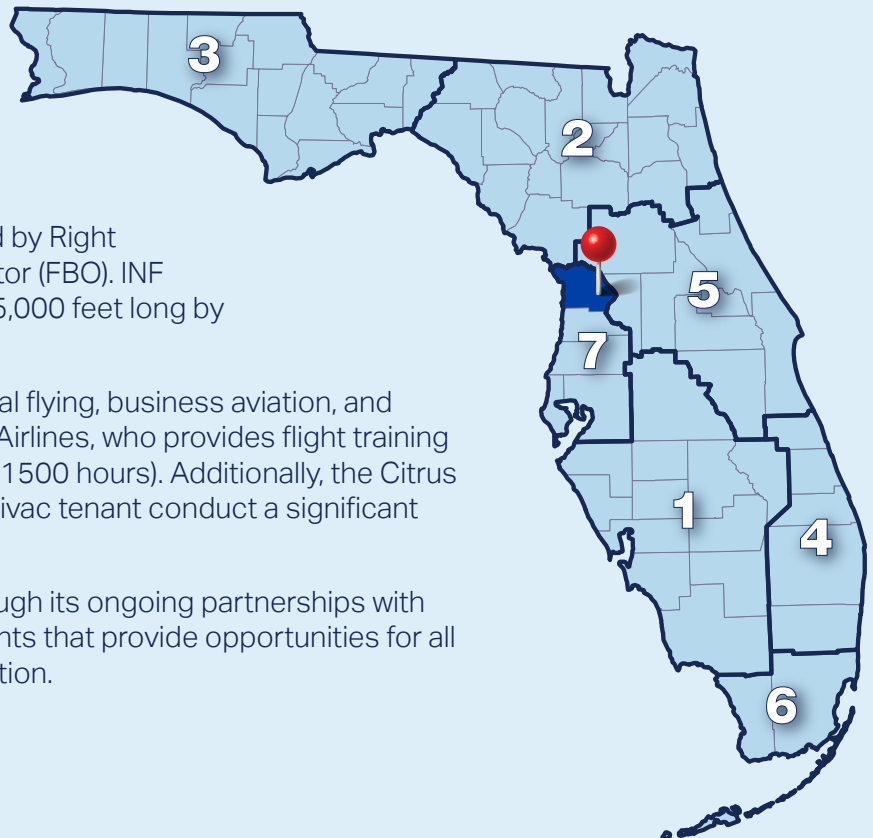 3
2
d by Right
tor (FBO). INF
5,000 feet long by
5
7
al flying, business aviation, and
Airlines, who provides flight training
1500 hours). Additionally, the Citrus
ivac tenant conduct a significant
1
4
ugh its ongoing partnerships with
nts that provide opportunities for all
tion.
6